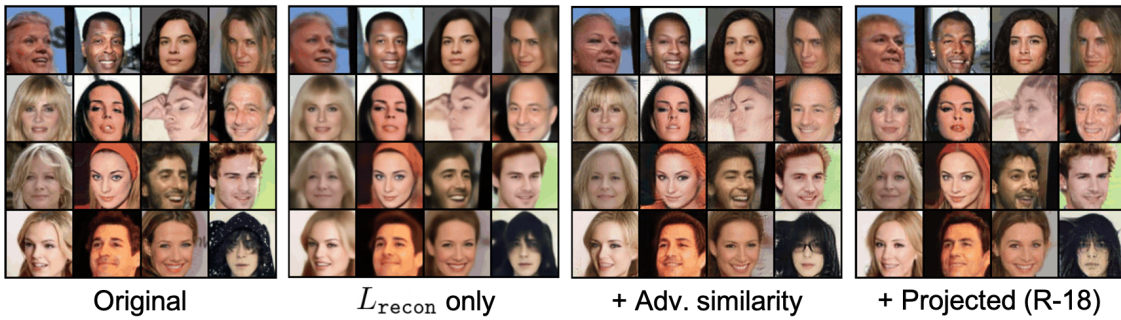 Original
L_recon only
+ Adv. similarity
+ Projected (R-18)